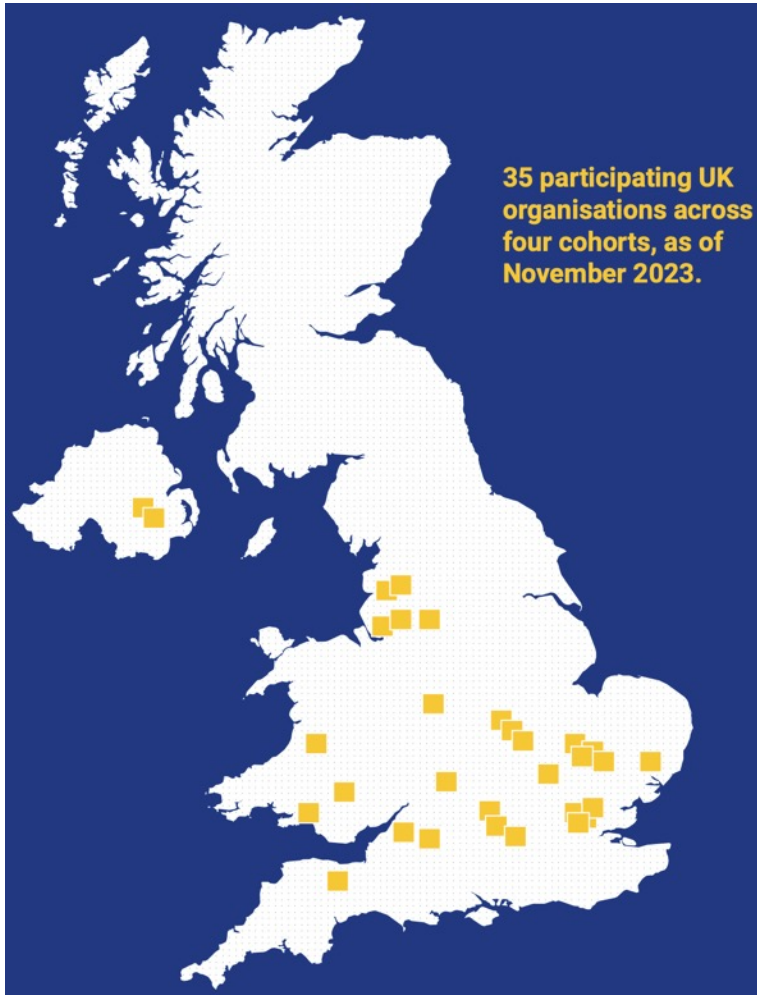 35 participating UK
organisations across
four cohorts, as of
November 2023.